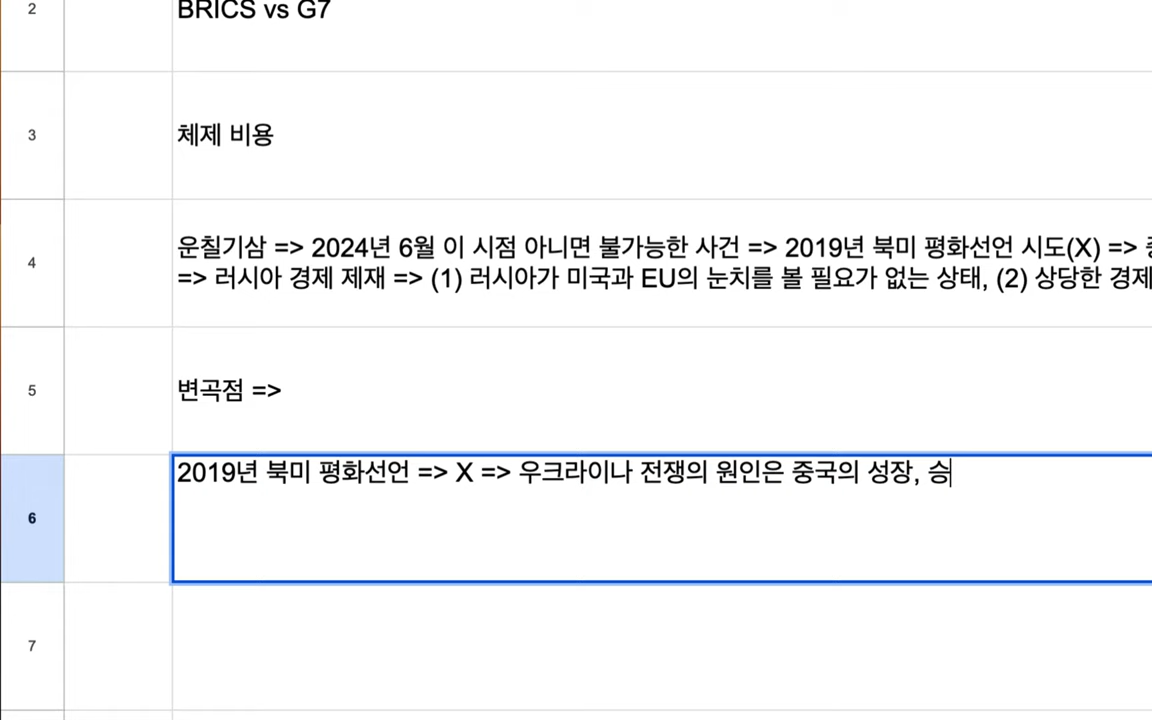 2
BRICS vs G7
3
체제 비용
4
운칠기삼 => 2024년 6월 이 시점 아니면 불가능한 사건 => 2019년 북미 평화선언 시도(X) =>
=> 러시아 경제 제재 => (1) 러시아가 미국과 EU의 눈치를 볼 필요가 없는 상태, (2) 상당한 경제
5
변곡점 =>
6
2019년 북미 평화선언 => X => 우크라이나 전쟁의 원인은 중국의 성장, 승
7